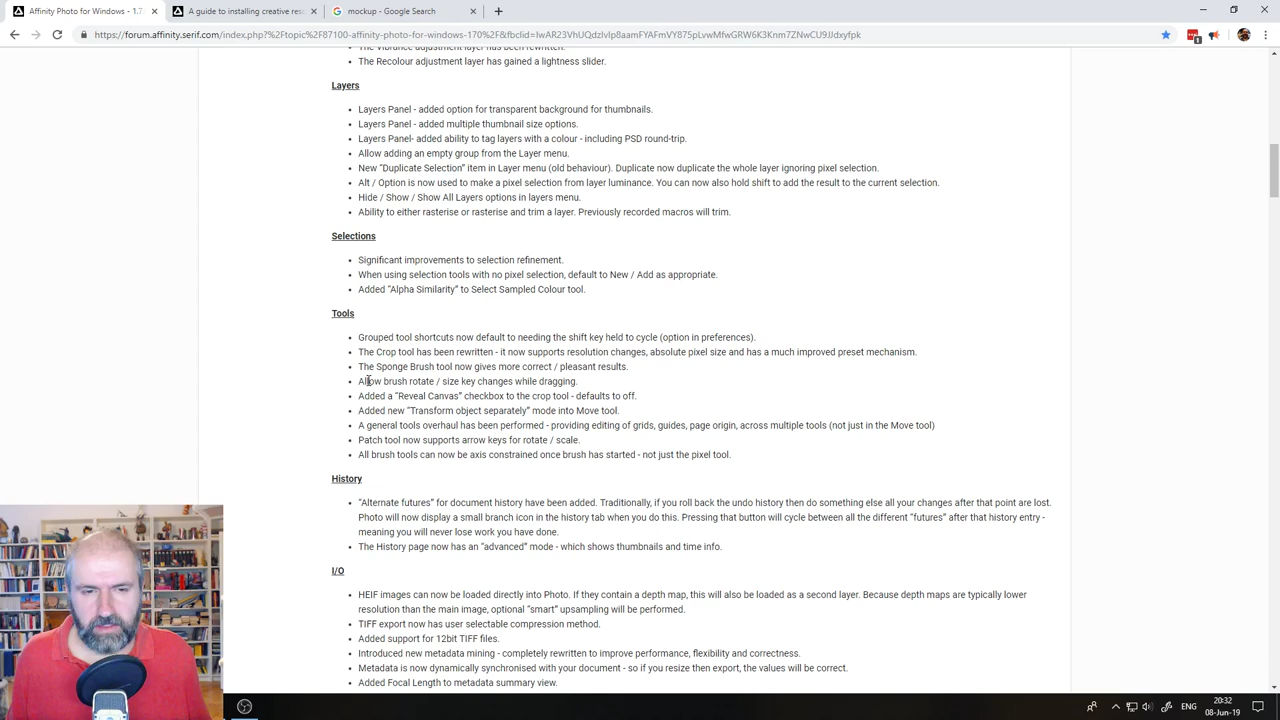 Affinity Photo for Windows - 1.7.
A guide to installing creative reso
mockup - Google Search
https://forum.affinity.serif.com/index.php?%2Ftopic%2F87100-affinity-photo-for-windows-170%2F&fbclid=IwAR23VhUQdzIvIp8aamFYAFmVY875pLvwMfwGRW6K3Knm7ZNwCU9JJdxyfpk
1
The Vibrance adjustment layer has been rewritten.
• The Recolour adjustment layer has gained a lightness slider.
Layers
• Layers Panel - added option for transparent background for thumbnails.
• Layers Panel - added multiple thumbnail size options.
• Layers Panel- added ability to tag layers with a colour - including PSD round-trip.
• Allow adding an empty group from the Layer menu.
• New “Duplicate Selection” item in Layer menu (old behaviour). Duplicate now duplicate the whole layer ignoring pixel selection.
• Alt / Option is now used to make a pixel selection from layer luminance. You can now also hold shift to add the result to the current selection.
• Hide / Show / Show All Layers options in layers menu.
• Ability to either rasterise or rasterise and trim a layer. Previously recorded macros will trim.
Selections
• Significant improvements to selection refinement.
• When using selection tools with no pixel selection, default to New / Add as appropriate.
• Added “Alpha Similarity” to Select Sampled Colour tool.
Tools
• Grouped tool shortcuts now default to needing the shift key held to cycle (option in preferences).
• The Crop tool has been rewritten - it now supports resolution changes, absolute pixel size and has a much improved preset mechanism.
• The Sponge Brush tool now gives more correct / pleasant results.
• Allow brush rotate / size key changes while dragging.
• Added a “Reveal Canvas” checkbox to the crop tool - defaults to off.
• Added new “Transform object separately” mode into Move tool.
• A general tools overhaul has been performed - providing editing of grids, guides, page origin, across multiple tools (not just in the Move tool)
• Patch tool now supports arrow keys for rotate / scale.
• All brush tools can now be axis constrained once brush has started - not just the pixel tool.
History
• “Alternate futures” for document history have been added. Traditionally, if you roll back the undo history then do something else all your changes after that point are lost.
Photo will now display a small branch icon in the history tab when you do this. Pressing that button will cycle between all the different “futures” after that history entry -
meaning you will never lose work you have done.
• The History page now has an “advanced” mode - which shows thumbnails and time info.
I/O
• HEIF images can now be loaded directly into Photo. If they contain a depth map, this will also be loaded as a second layer. Because depth maps are typically lower
resolution than the main image, optional “smart” upsampling will be performed.
• TIFF export now has user selectable compression method.
• Added support for 12bit TIFF files.
• Introduced new metadata mining - completely rewritten to improve performance, flexibility and correctness.
• Metadata is now dynamically synchronised with your document - so if you resize then export, the values will be correct.
• Added Focal Length to metadata summary view.
ENG
20:32
08-Jun-19